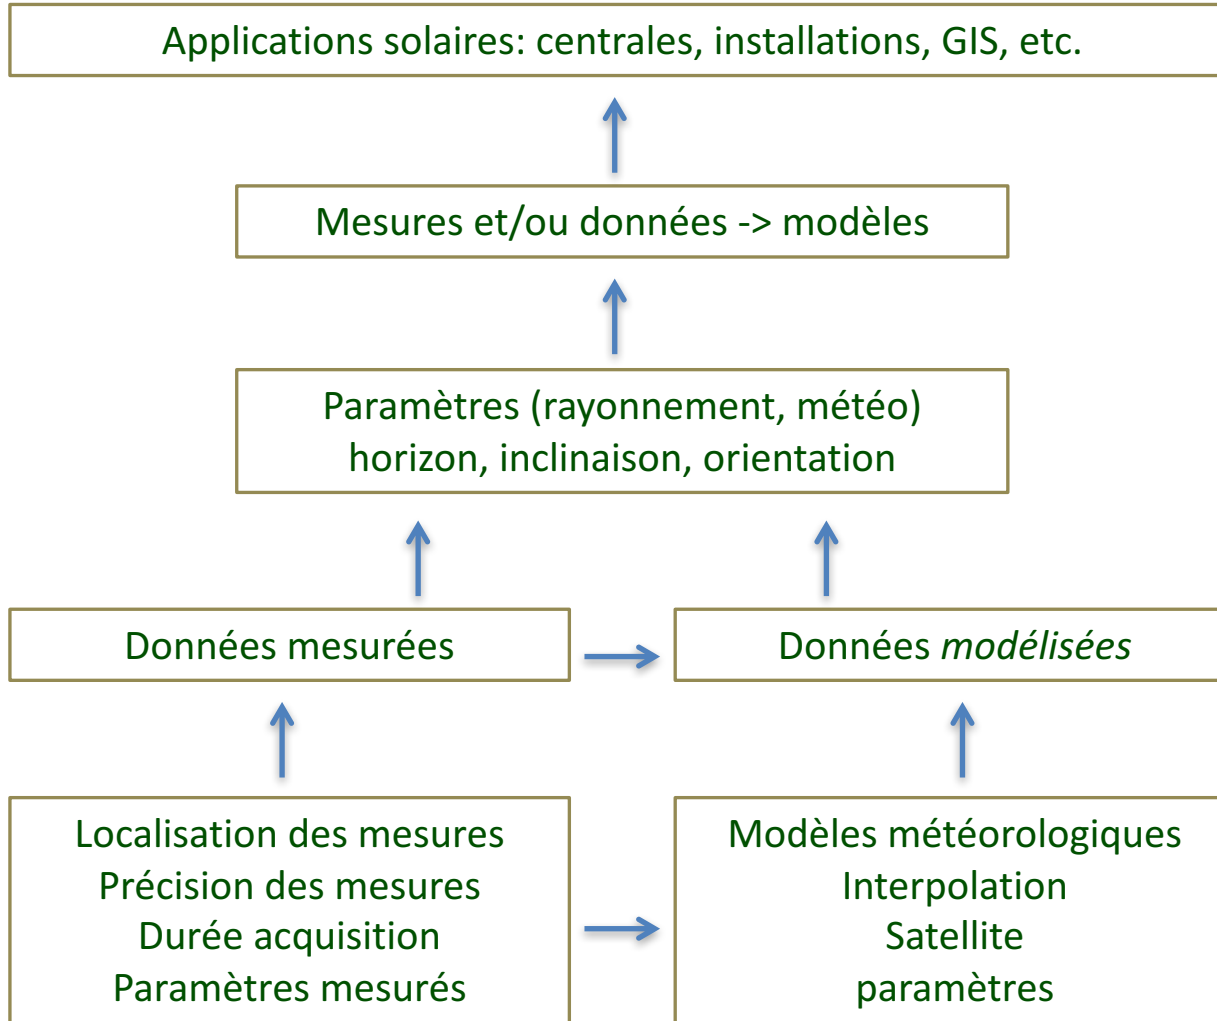 Applications solaires: centrales, installations, GIS, etc.
Mesures et/ou données -> modèles
Paramètres (rayonnement, météo)
horizon, inclinaison, orientation
Données mesurées
Données modélisées
Localisation des mesures
Précision des mesures
Durée acquisition
Paramètres mesurés
Modèles météorologiques
Interpolation
Satellite
paramètres